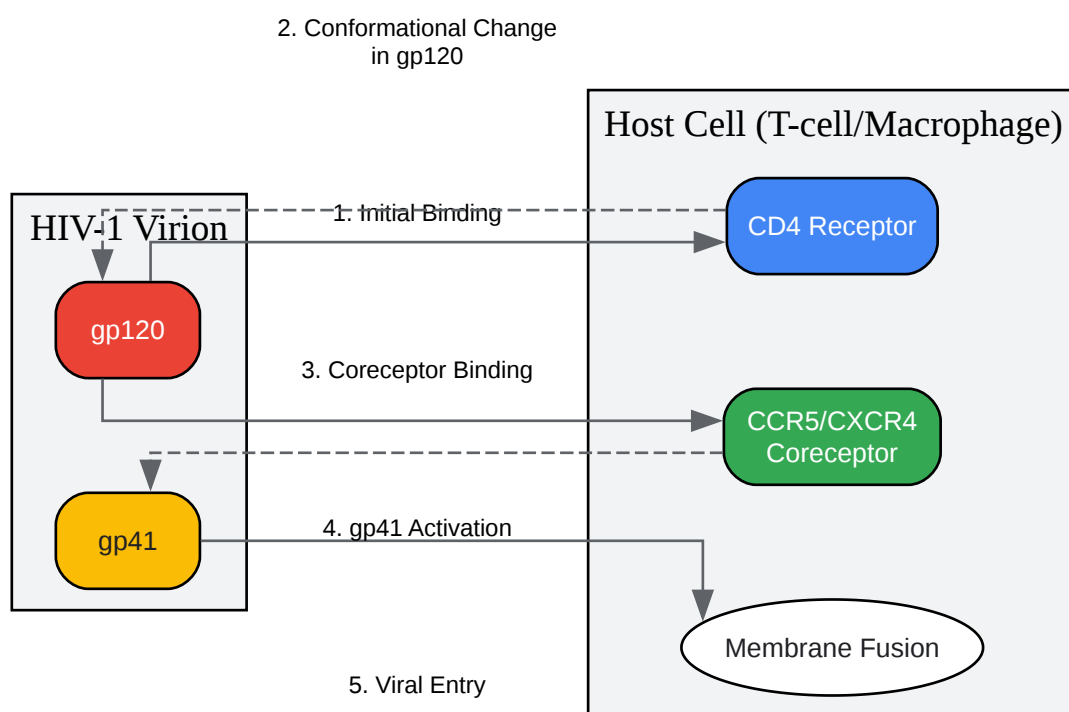 2. Conformational Change
in gp120
Host Cell (T-cell/Macrophage)
HIV-1 Virion
1. Initial Binding
CD4 Receptor
gp120
3. Coreceptor Binding
CCR5/CXCR4
Coreceptor
gp41
4. gp41 Activation
Membrane Fusion
5. Viral Entry